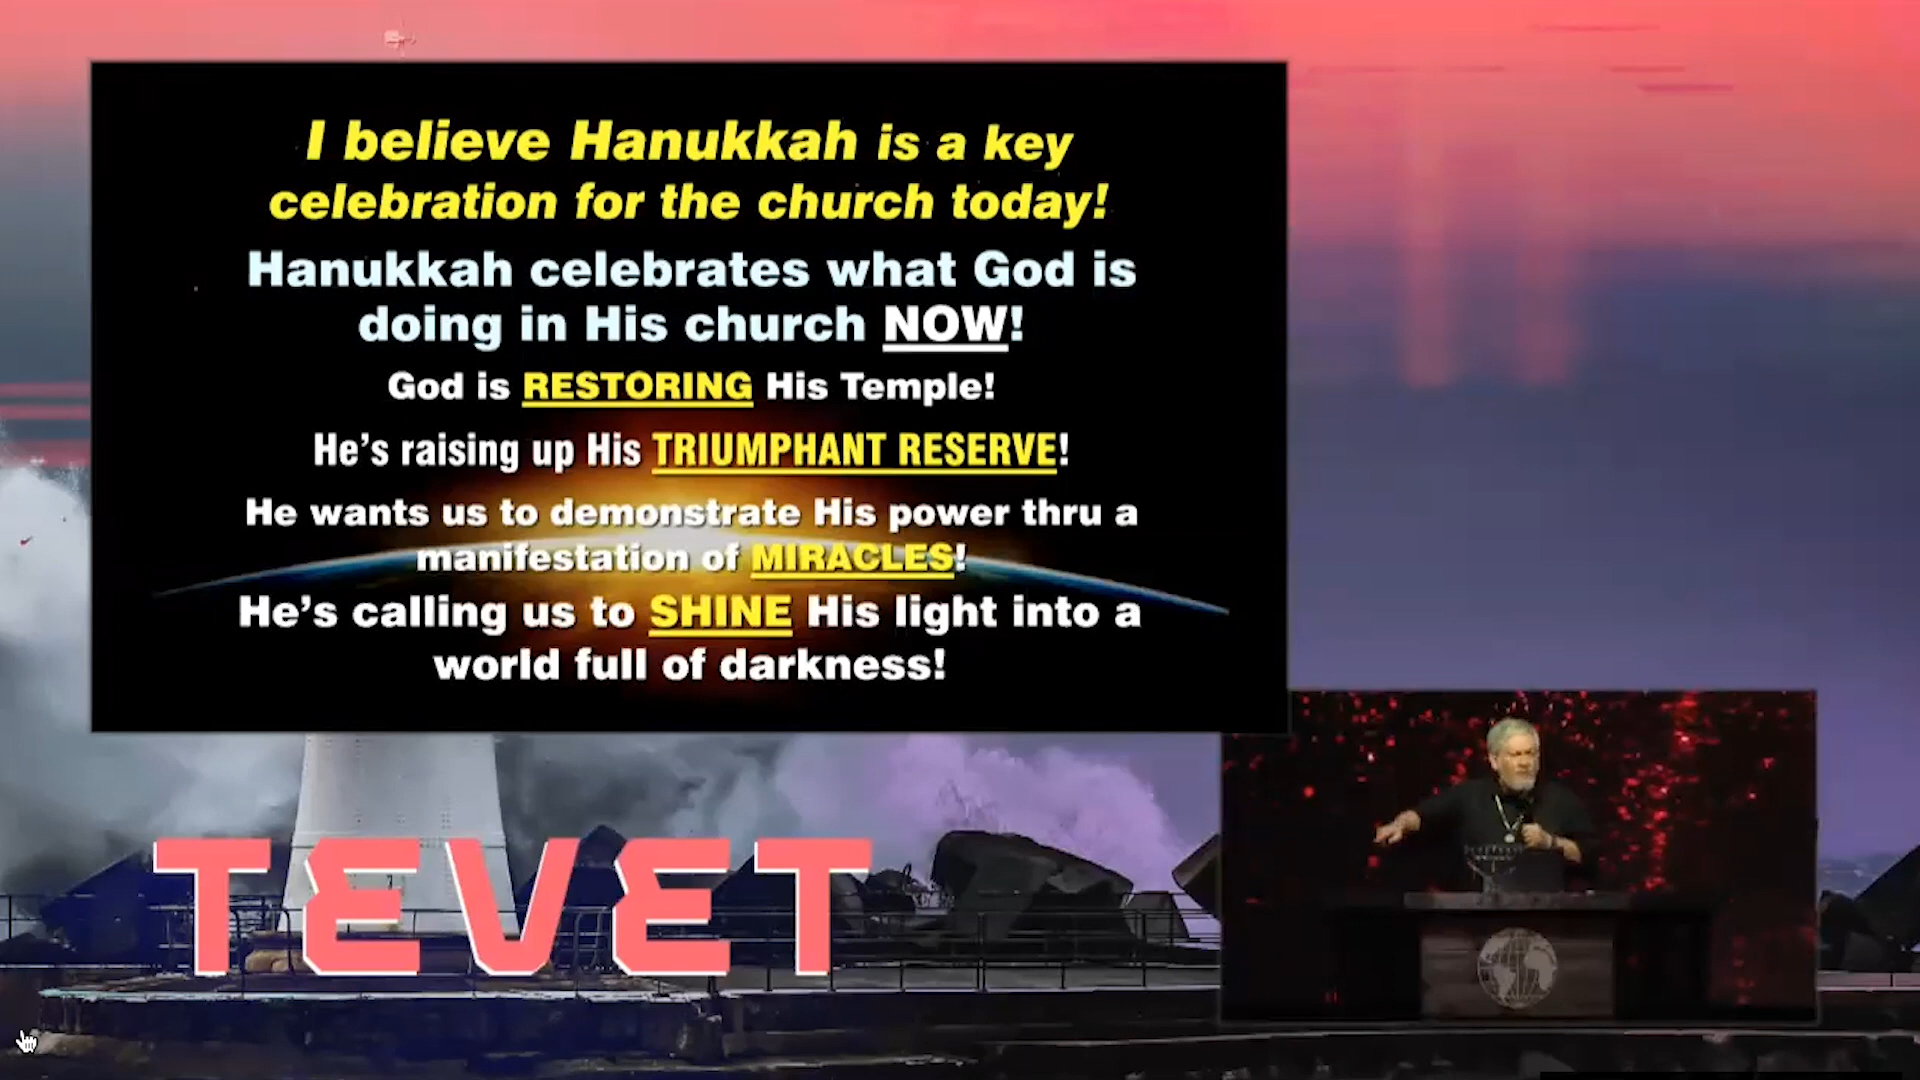 I believe Hanukkah is a key
celebration for the church today!
Hanukkah celebrates what God is
doing in His church NOW!
God is RESTORING His Temple!
He's raising up His TRIUMPHANT RESERVE!
He wants us to demonstrate His power thru a
manifestation of MIRACLES!
He's calling us to SHINE His light into a
world full of darkness!
TEVET